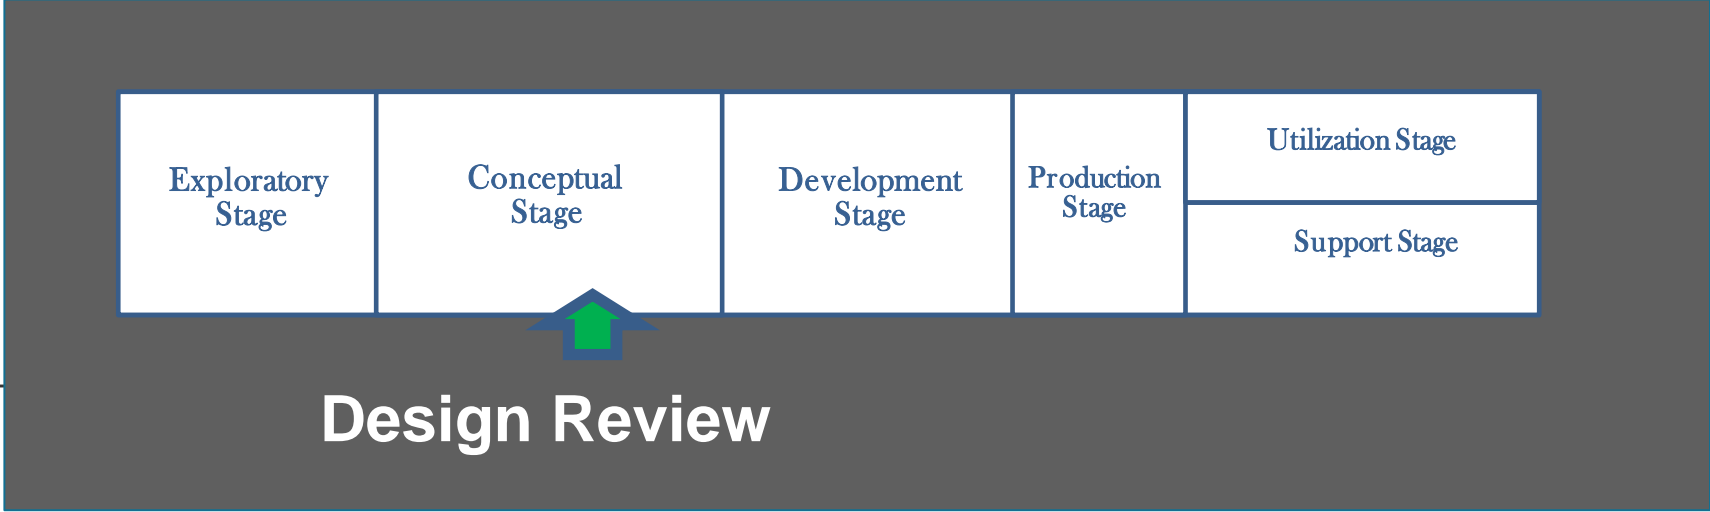 Exploratory
Stage
Conceptual
Stage
Development
Stage
Production
Stage
Utilization Stage
Support Stage
Design Review